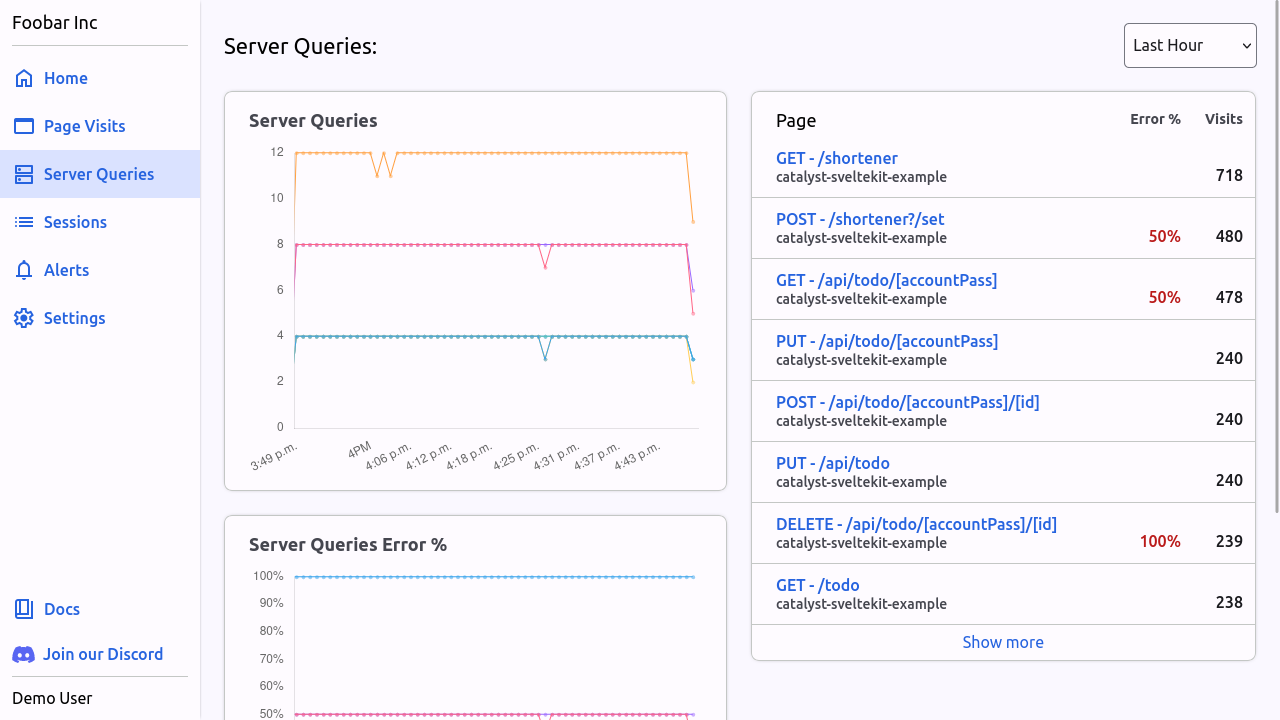 Foobar Inc
Home
Page Visits
Server Queries
Sessions
Alerts
Settings
Docs
Join our Discord
Demo User
Server Queries:
Last Hour
Server Queries
12
10
8
6
4
2
0
3:49 p.m.
4PM
4:06 p.m.
4:12 p.m.
4:18 p.m.
4:25 p.m.
4:31 p.m.
4:37 p.m.
4:43 p.m.
Server Queries Error %
100%
90%
80%
70%
60%
50%
Page Error % Visits
GET - /shortener
catalyst-sveltekit-example 718
POST - /shortener?/set
catalyst-sveltekit-example 50% 480
GET - /api/todo/[accountPass]
catalyst-sveltekit-example 50% 478
PUT - /api/todo/[accountPass]
catalyst-sveltekit-example 240
POST - /api/todo/[accountPass]/[id]
catalyst-sveltekit-example 240
PUT - /api/todo
catalyst-sveltekit-example 240
DELETE - /api/todo/[accountPass]/[id]
catalyst-sveltekit-example 100% 239
GET - /todo
catalyst-sveltekit-example 238
Show more